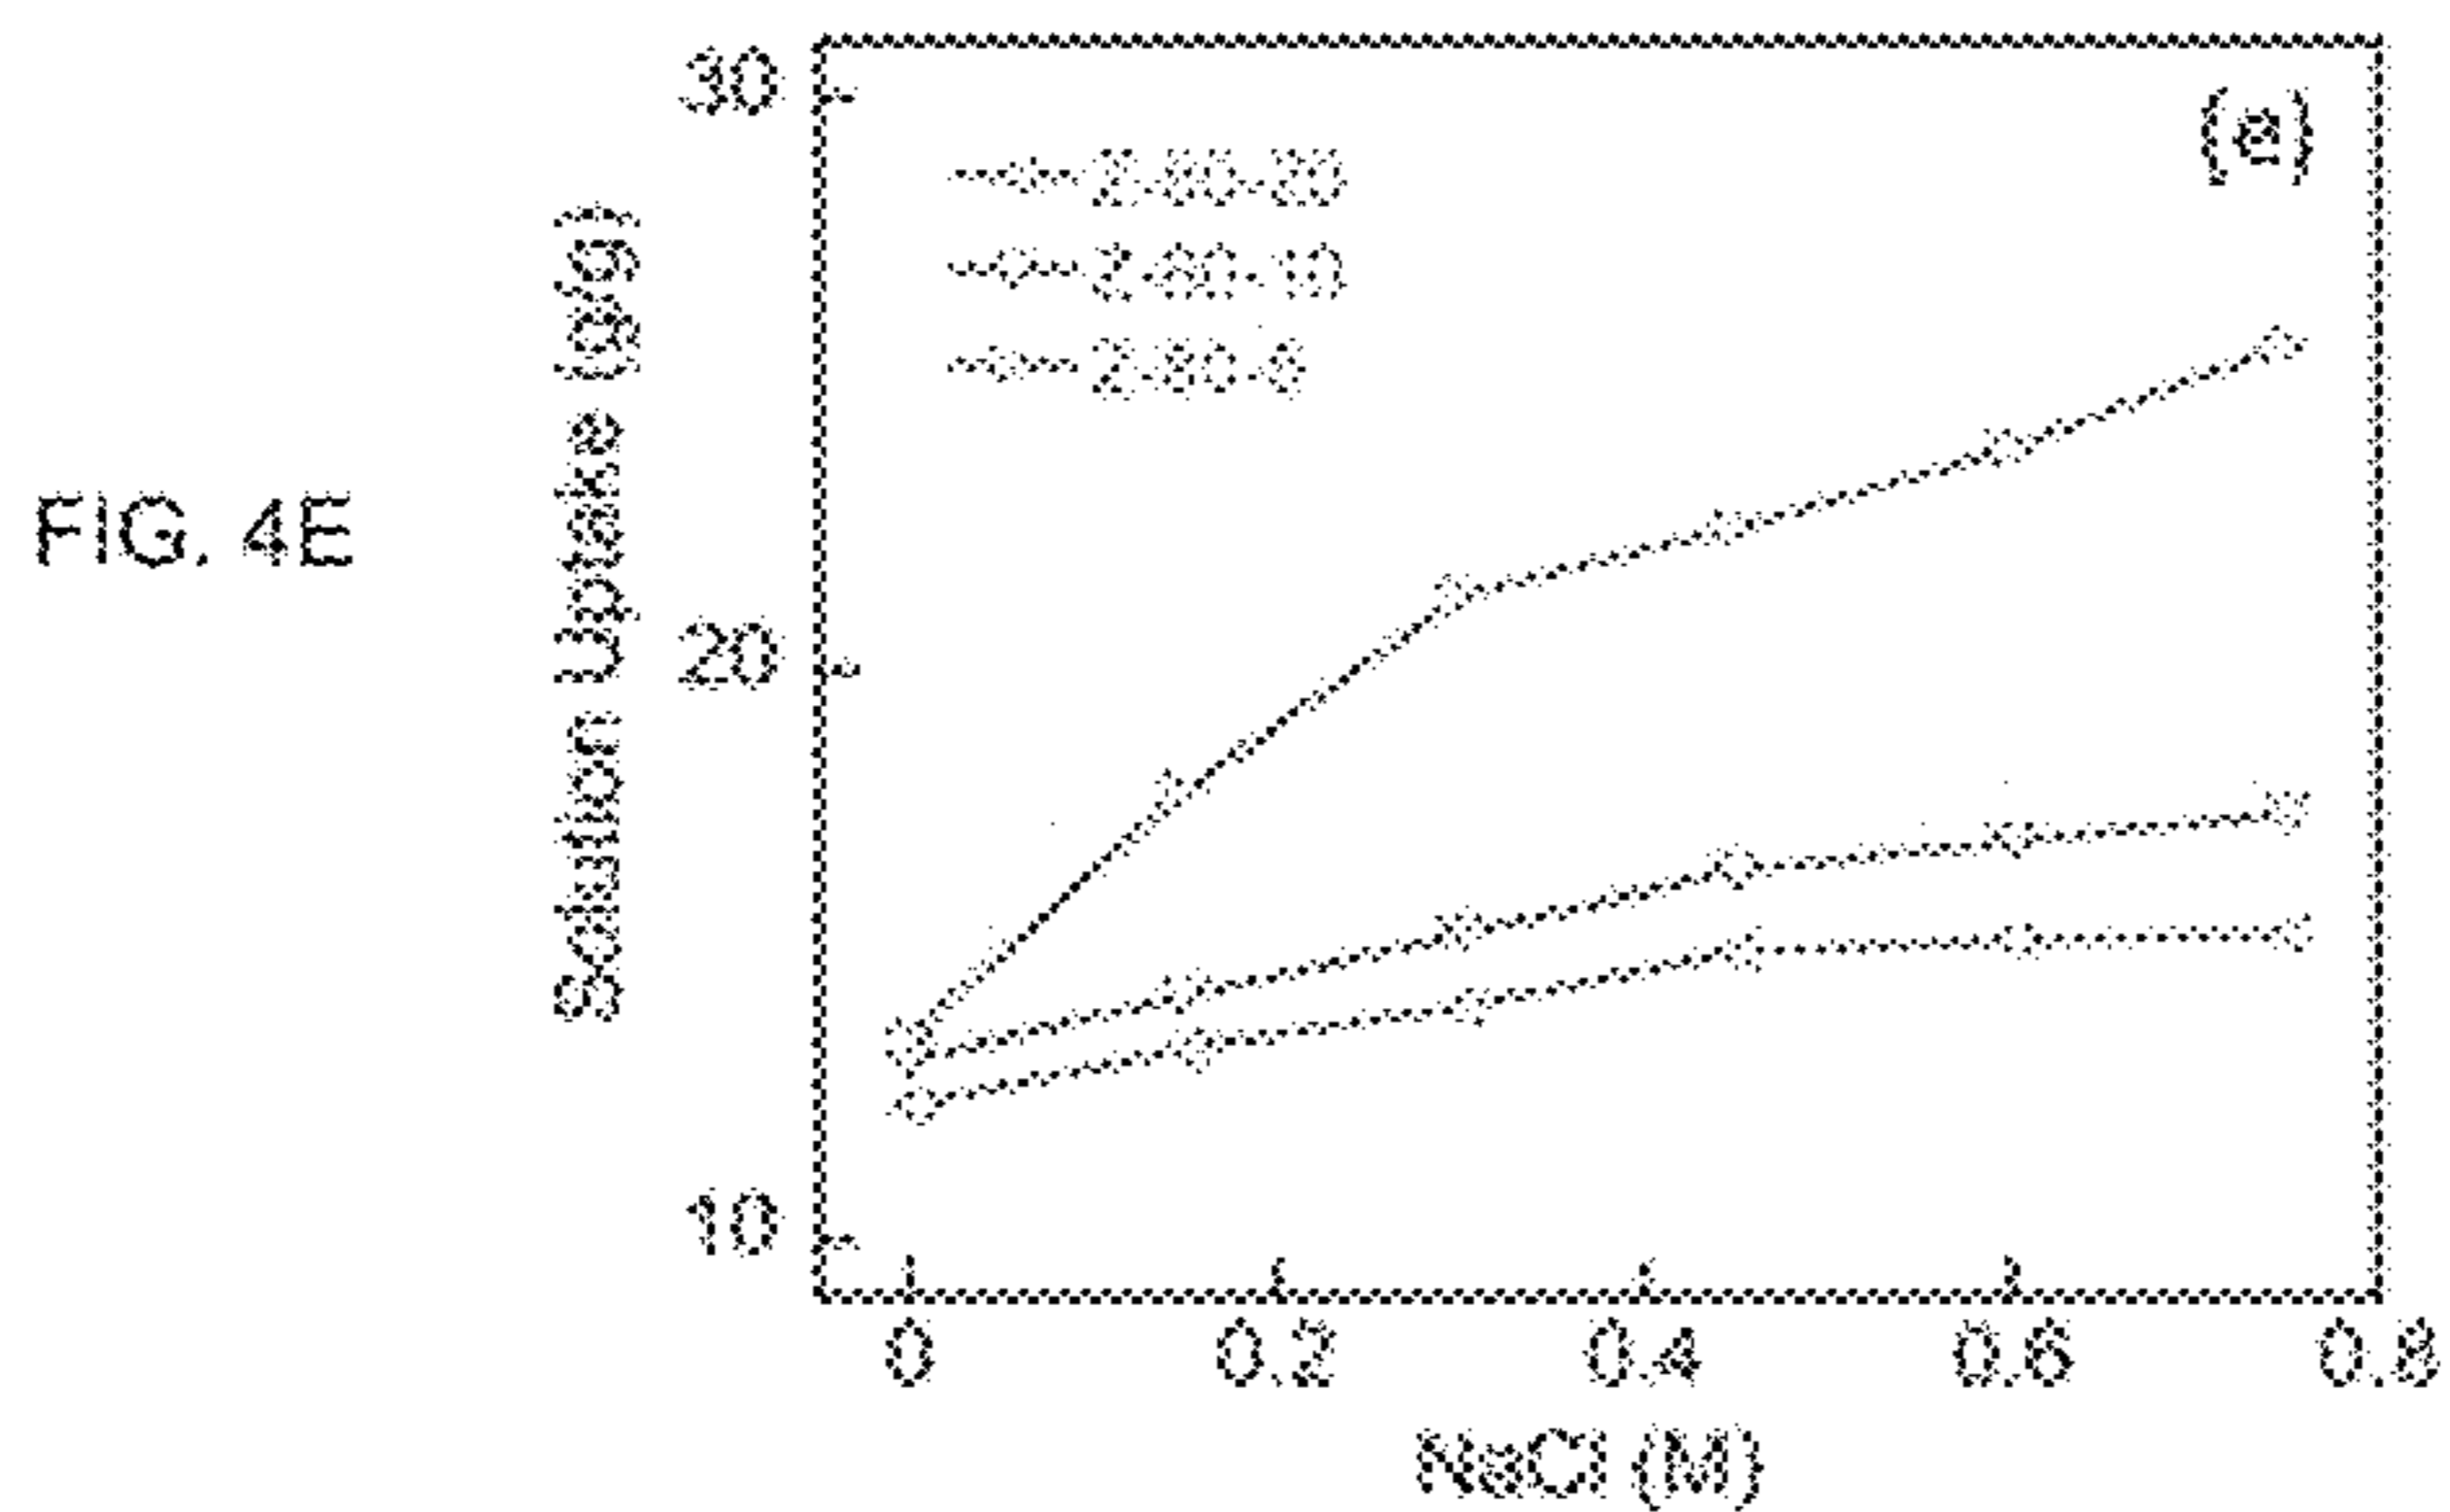 FIG. 4E
(e)
Solution Uptake (g/g)
30
20
10
0 0.2 0.4 0.6 0.8
NaCl (M)